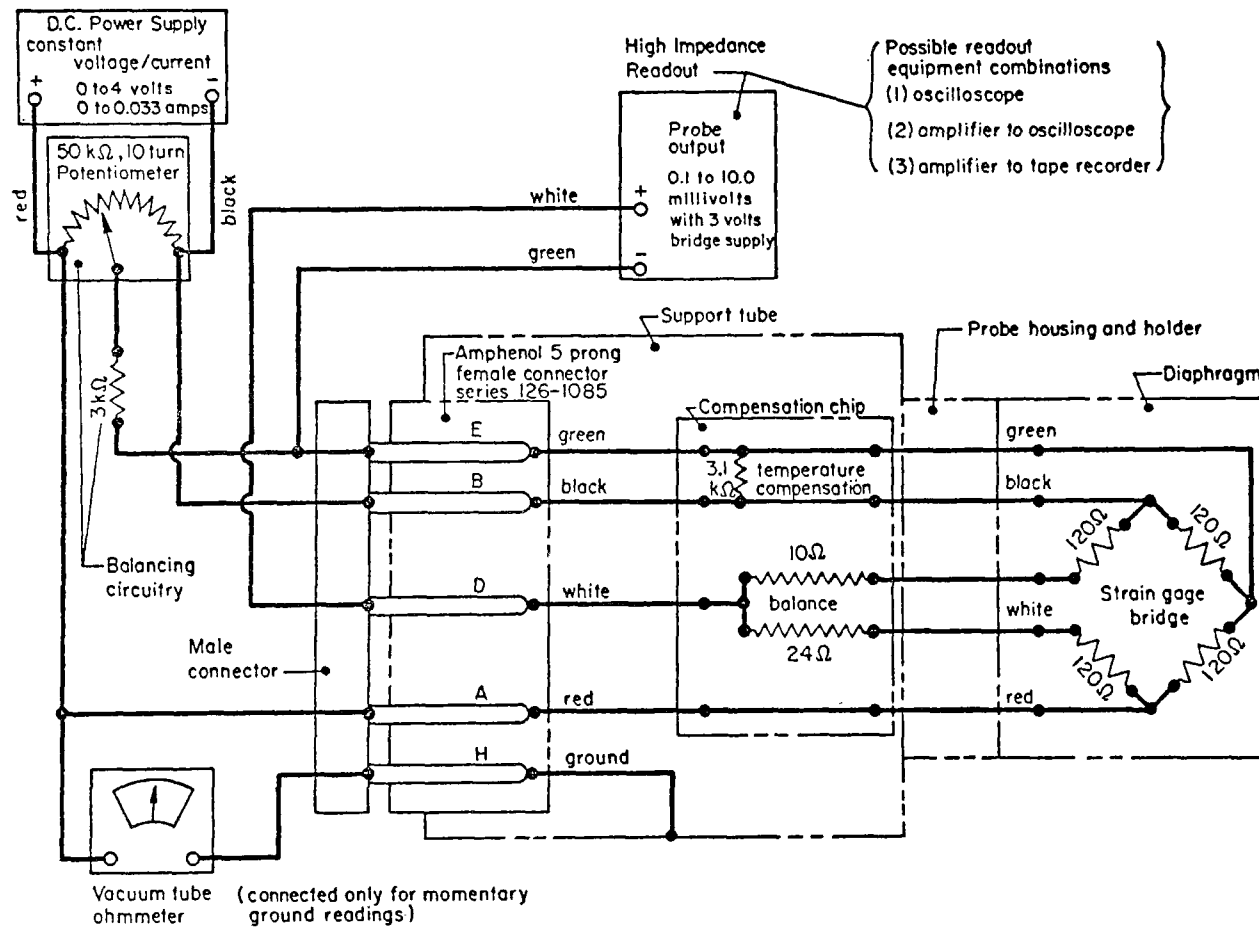 D.C. Power Supply
constant
voltage/current
+
–
0 to 4 volts
0 to 0.033 amps
50 kΩ, 10 turn
Potentiometer
red
black
3kΩ
Balancing
circuitry
High Impedance
Readout
Possible readout
equipment combinations
(1) oscilloscope
(2) amplifier to oscilloscope
(3) amplifier to tape recorder
Probe
output
0.1 to 10.0
millivolts
with 3 volts
bridge supply
+
–
white
green
Support tube
Probe housing and holder
Diaphragm
Amphenol 5 prong
female connector
series 126-1085
Compensation chip
E
green
3.1
kΩ
temperature
compensation
green
B
black
black
120Ω
120Ω
10Ω
D
white
balance
white
Strain gage
bridge
24Ω
120Ω
120Ω
Male
connector
A
red
red
H
ground
Vacuum tube
ohmmeter
(connected only for momentary
ground readings)